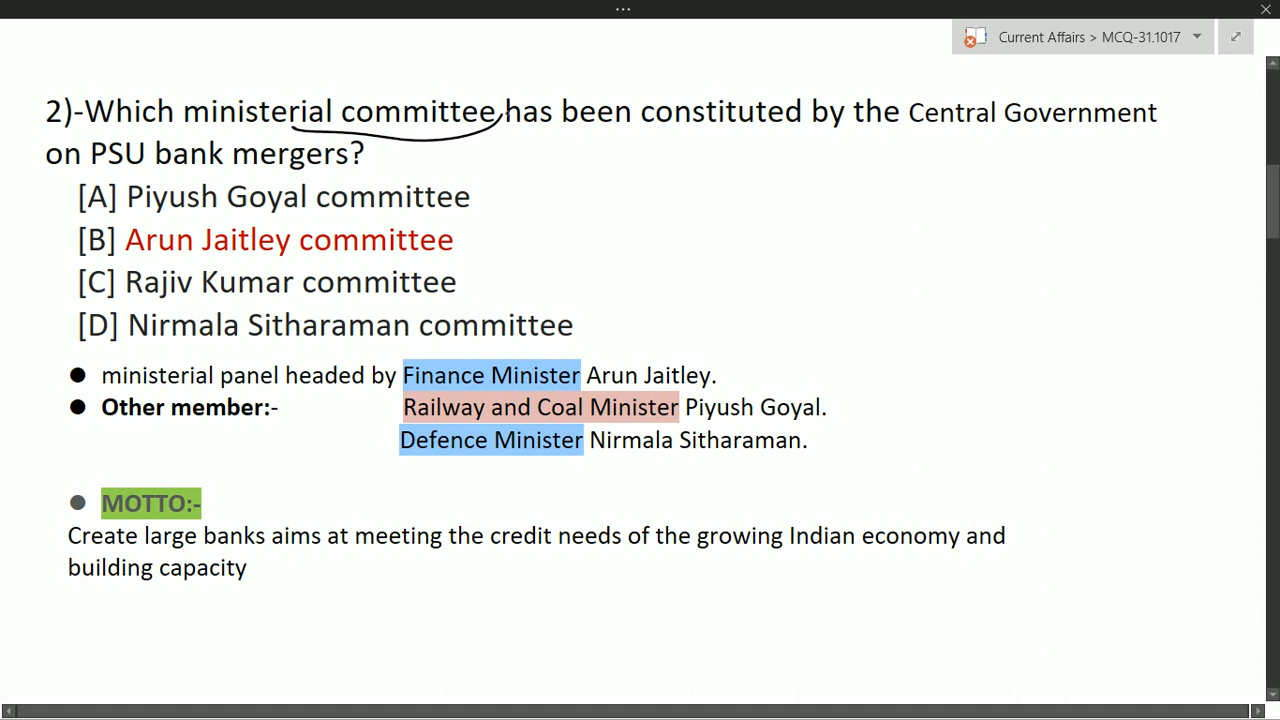 Current Affairs > MCQ-31.1017
2)-Which ministerial committee has been constituted by the Central Government
on PSU bank mergers?
[A] Piyush Goyal committee
[B] Arun Jaitley committee
[C] Rajiv Kumar committee
[D] Nirmala Sitharaman committee
● ministerial panel headed by Finance Minister Arun Jaitley.
● Other member:- Railway and Coal Minister Piyush Goyal.
Defence Minister Nirmala Sitharaman.
● MOTTO:-
Create large banks aims at meeting the credit needs of the growing Indian economy and
building capacity